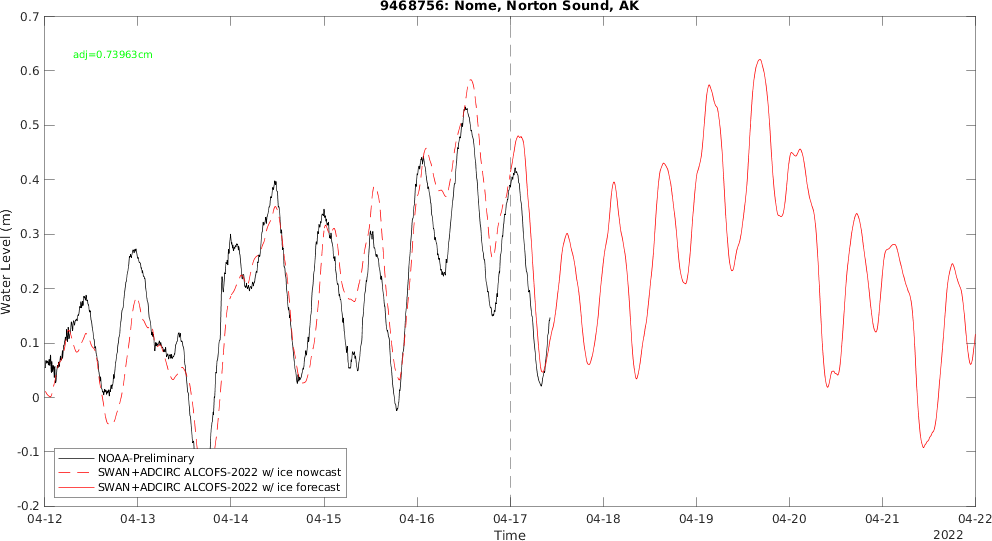 9468756: Nome, Norton Sound, AK
adj=0.73963cm
Water Level (m)
0.7
0.6
0.5
0.4
0.3
0.2
0.1
0
-0.1
-0.2
NOAA-Preliminary
SWAN+ADCIRC ALCOFS-2022 w/ ice nowcast
SWAN+ADCIRC ALCOFS-2022 w/ ice forecast
04-12 04-13 04-14 04-15 04-16 04-17 04-18 04-19 04-20 04-21 04-22
Time
2022